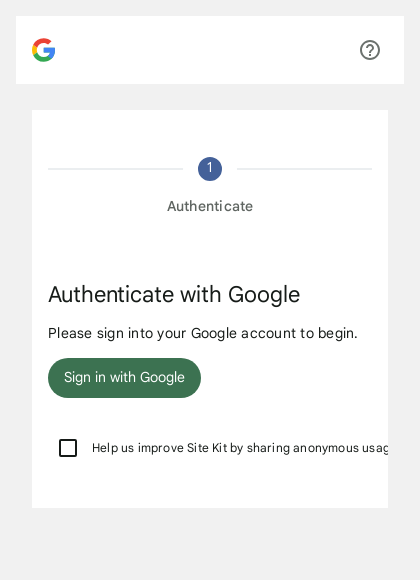 1
Authenticate
Authenticate with Google
Please sign into your Google account to begin.
Sign in with Google
Help us improve Site Kit by sharing anonymous usag